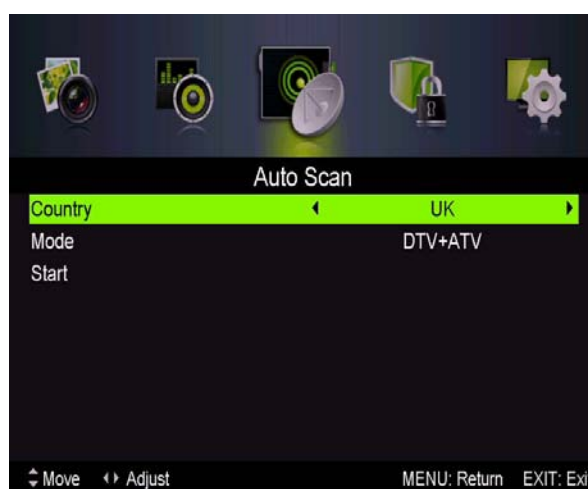 Auto Scan
Country UK
Mode DTV+ATV
Start
Move Adjust MENU: Return EXIT: Exi